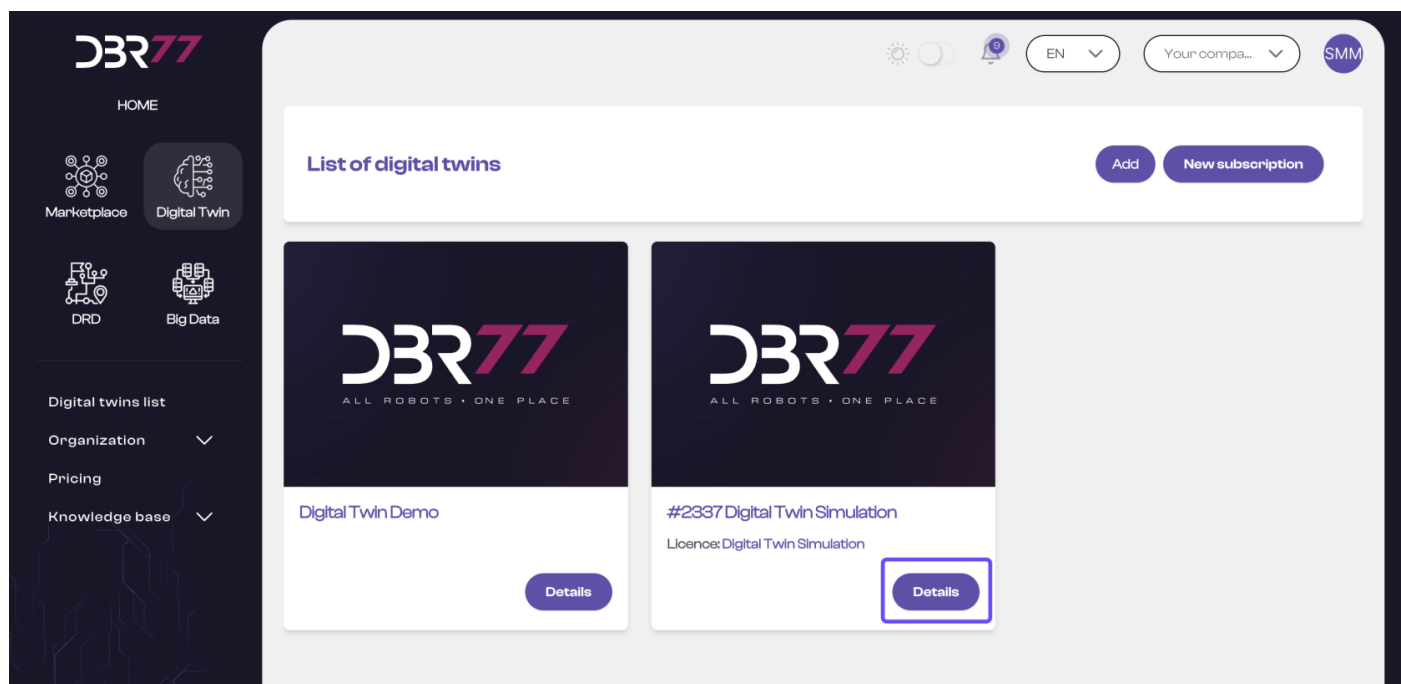 DBR77
HOME
Marketplace
Digital Twin
DRD
Big Data
Digital twins list
Organization
Pricing
Knowledge base
9
EN
Your compa...
SMM
List of digital twins
Add
New subscription
DBR77
ALL ROBOTS • ONE PLACE
Digital Twin Demo
Details
DBR77
ALL ROBOTS • ONE PLACE
#2337 Digital Twin Simulation
Licence: Digital Twin Simulation
Details